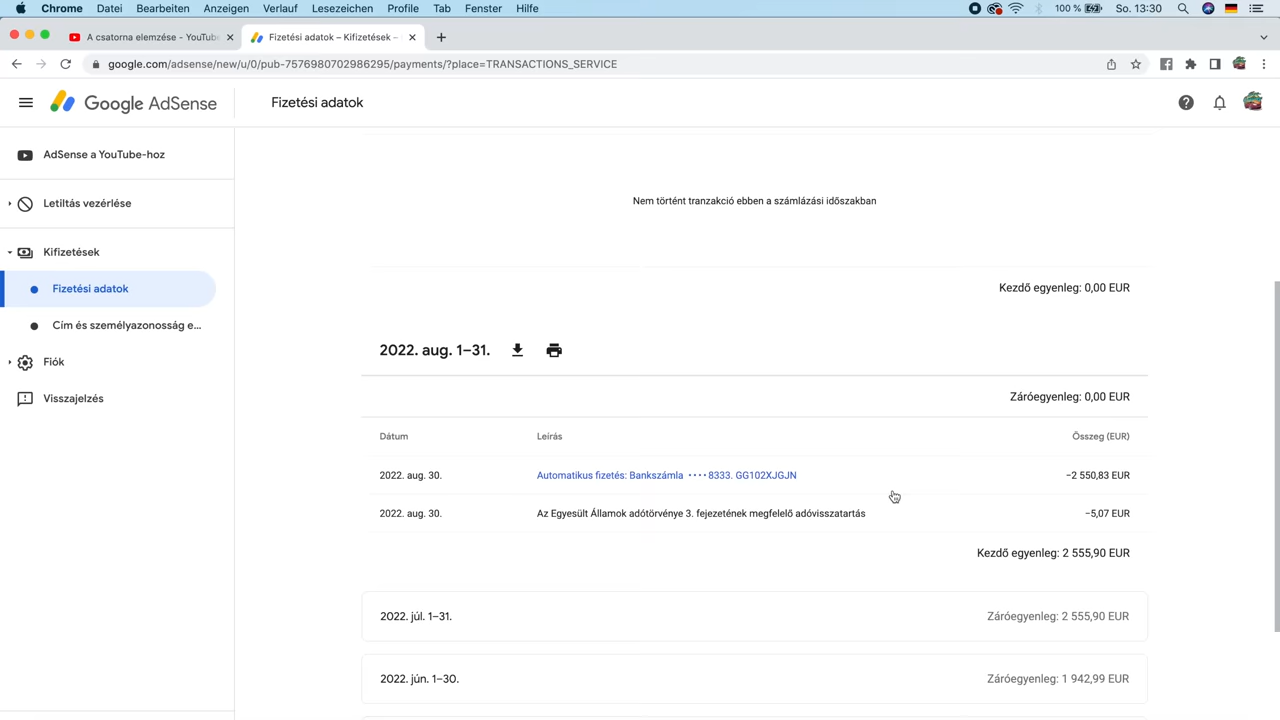 Chrome Datei Bearbeiten Anzeigen Verlauf Lesezeichen Profile Tab Fenster Hilfe 100 % So. 13:30
A csatorna elemzése - YouTube Fizetési adatok – Kifizetések –
google.com/adsense/new/u/0/pub-7576980702986295/payments/?place=TRANSACTIONS_SERVICE
Google AdSense Fizetési adatok
AdSense a YouTube-hoz
Letiltás vezérlése
Kifizetések
Fizetési adatok
Cím és személyazonosság e...
Fiók
Visszajelzés
Nem történt tranzakció ebben a számlázási időszakban
Kezdő egyenleg: 0,00 EUR
2022. aug. 1–31.
Záróegyenleg: 0,00 EUR
Dátum Leírás Összeg (EUR)
2022. aug. 30. Automatikus fizetés: Bankszámla ••••8333. GG102XJGJN −2 550,83 EUR
2022. aug. 30. Az Egyesült Államok adótörvénye 3. fejezetének megfelelő adóvisszatartás −5,07 EUR
Kezdő egyenleg: 2 555,90 EUR
2022. júl. 1–31. Záróegyenleg: 2 555,90 EUR
2022. jún. 1–30. Záróegyenleg: 1 942,99 EUR